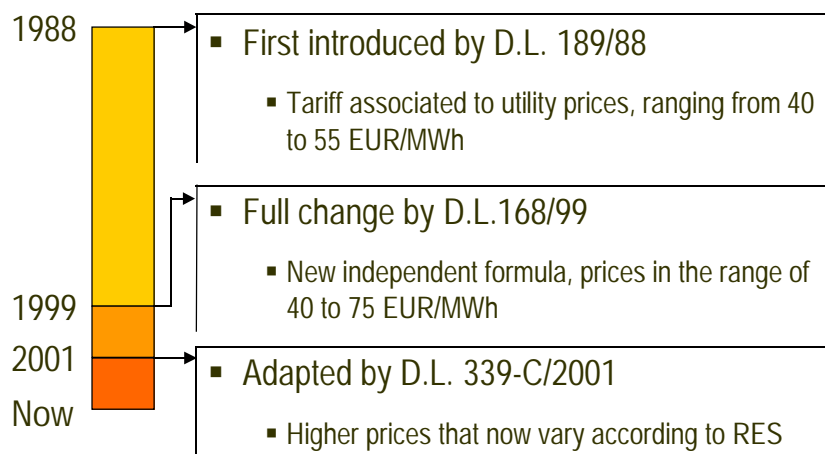 1988
▪ First introduced by D.L. 189/88
▪ Tariff associated to utility prices, ranging from 40
to 55 EUR/MWh
▪ Full change by D.L.168/99
▪ New independent formula, prices in the range of
40 to 75 EUR/MWh
1999
2001
▪ Adapted by D.L. 339-C/2001
Now
▪ Higher prices that now vary according to RES